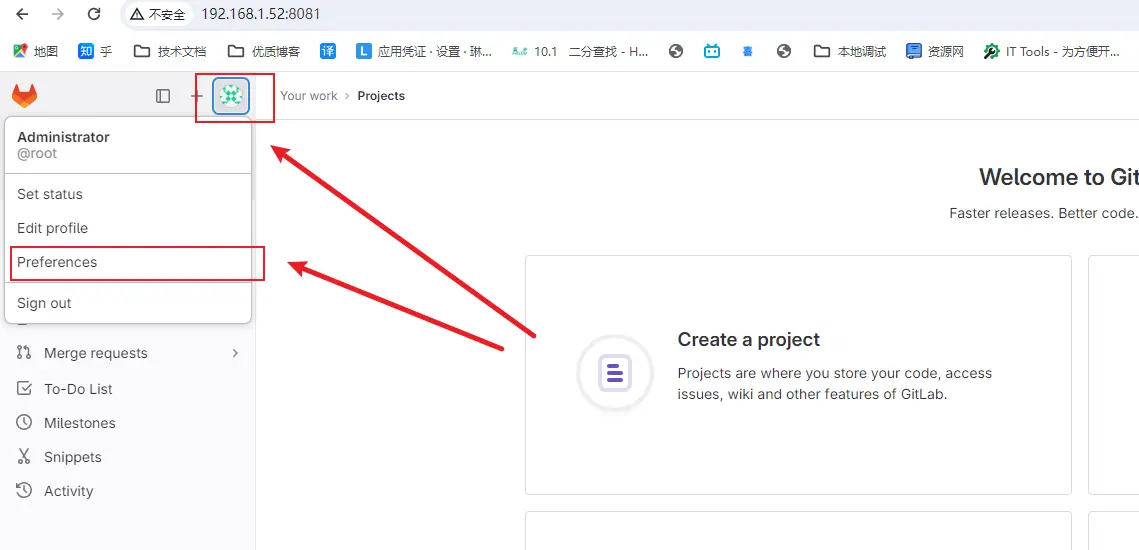 不安全 192.168.1.52:8081
地图 知 知乎 技术文档 优质博客 译 L 应用凭证 · 设置 · 琳... 10.1 二分查找 - H... 本地调试 资源网 IT Tools - 为方便开...
Your work › Projects
Administrator
@root
Set status
Edit profile
Preferences
Sign out
Merge requests
To-Do List
Milestones
Snippets
Activity
Welcome to Git
Faster releases. Better code.
Create a project
Projects are where you store your code, access
issues, wiki and other features of GitLab.